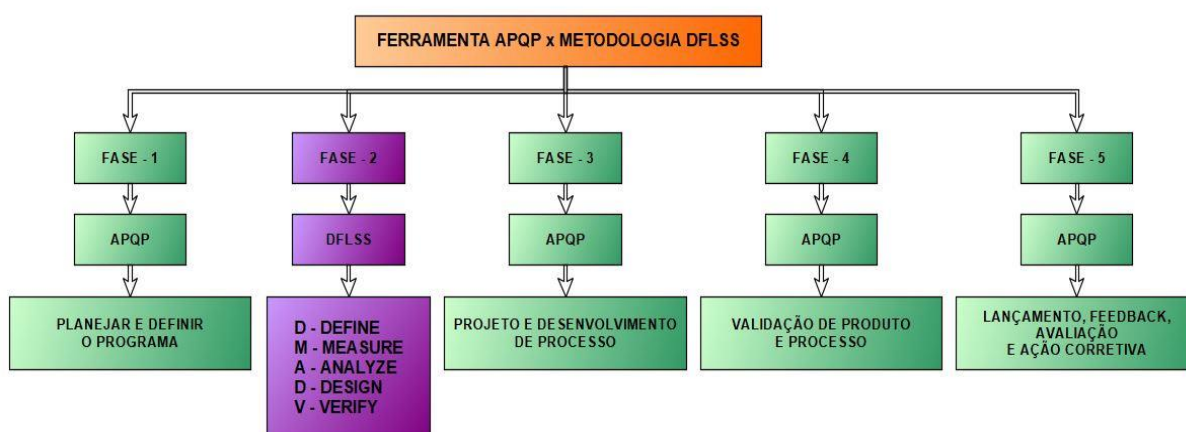 FERRAMENTA APQP x METODOLOGIA DFLSS
FASE - 1
FASE - 2
FASE - 3
FASE - 4
FASE - 5
APQP
DFLSS
APQP
APQP
APQP
PLANEJAR E DEFINIR
O PROGRAMA
D - DEFINE
M - MEASURE
A - ANALYZE
D - DESIGN
V - VERIFY
PROJETO E DESENVOLVIMENTO
DE PROCESSO
VALIDAÇÃO DE PRODUTO
E PROCESSO
LANÇAMENTO, FEEDBACK,
AVALIAÇÃO
E AÇÃO CORRETIVA